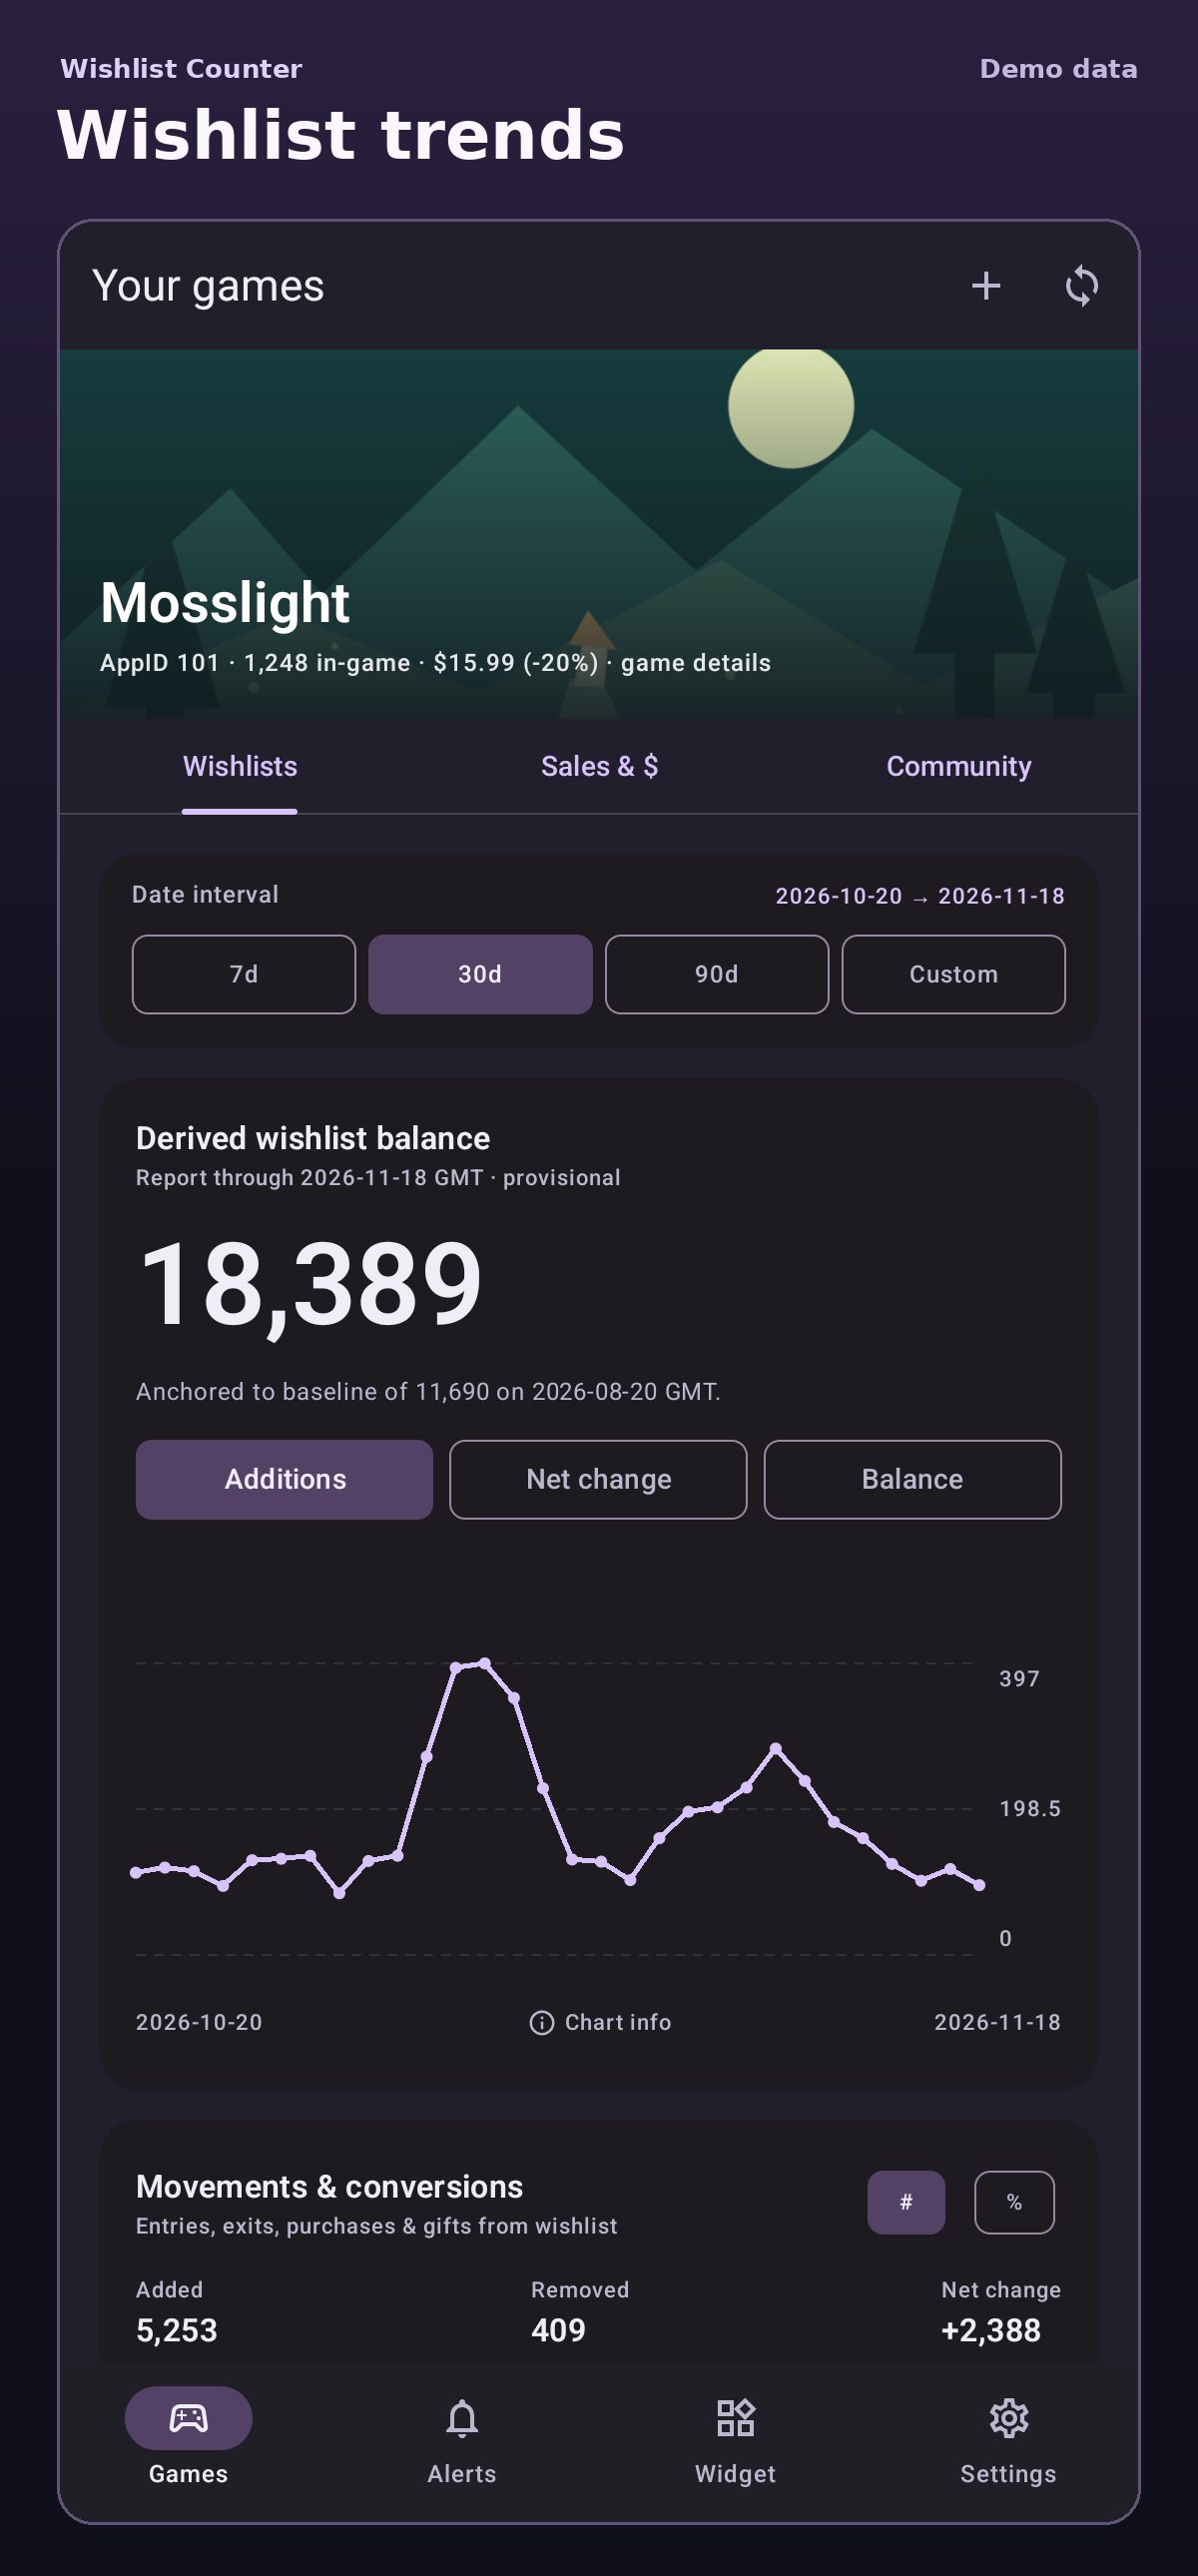 Wishlist Counter
Demo data
Wishlist trends
Your games
Mosslight
AppID 101 · 1,248 in-game · $15.99 (-20%) · game details
Wishlists
Sales & $
Community
Date interval
2026-10-20 → 2026-11-18
7d
30d
90d
Custom
Derived wishlist balance
Report through 2026-11-18 GMT · provisional
18,389
Anchored to baseline of 11,690 on 2026-08-20 GMT.
Additions
Net change
Balance
397
198.5
0
2026-10-20
Chart info
2026-11-18
Movements & conversions
Entries, exits, purchases & gifts from wishlist
#
%
Added
Removed
Net change
5,253
409
+2,388
Games
Alerts
Widget
Settings